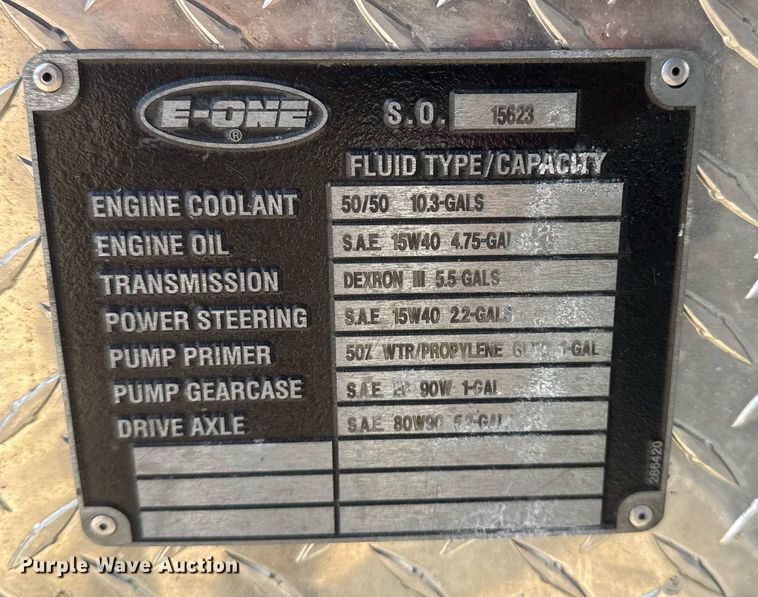 E-ONE ®
S.O. 15623
FLUID TYPE/CAPACITY
ENGINE COOLANT 50/50 10.3-GALS
ENGINE OIL S.A.E. 15W40 4.75-GAL
TRANSMISSION DEXRON III 5.5 GALS
POWER STEERING S.A.E 15W40 2.2-GALS
PUMP PRIMER 50% WTR/PROPYLENE 1-GAL
PUMP GEARCASE S.A.E 90W 1-GAL
DRIVE AXLE S.A.E 80W90
286420
Purple Wave Auction